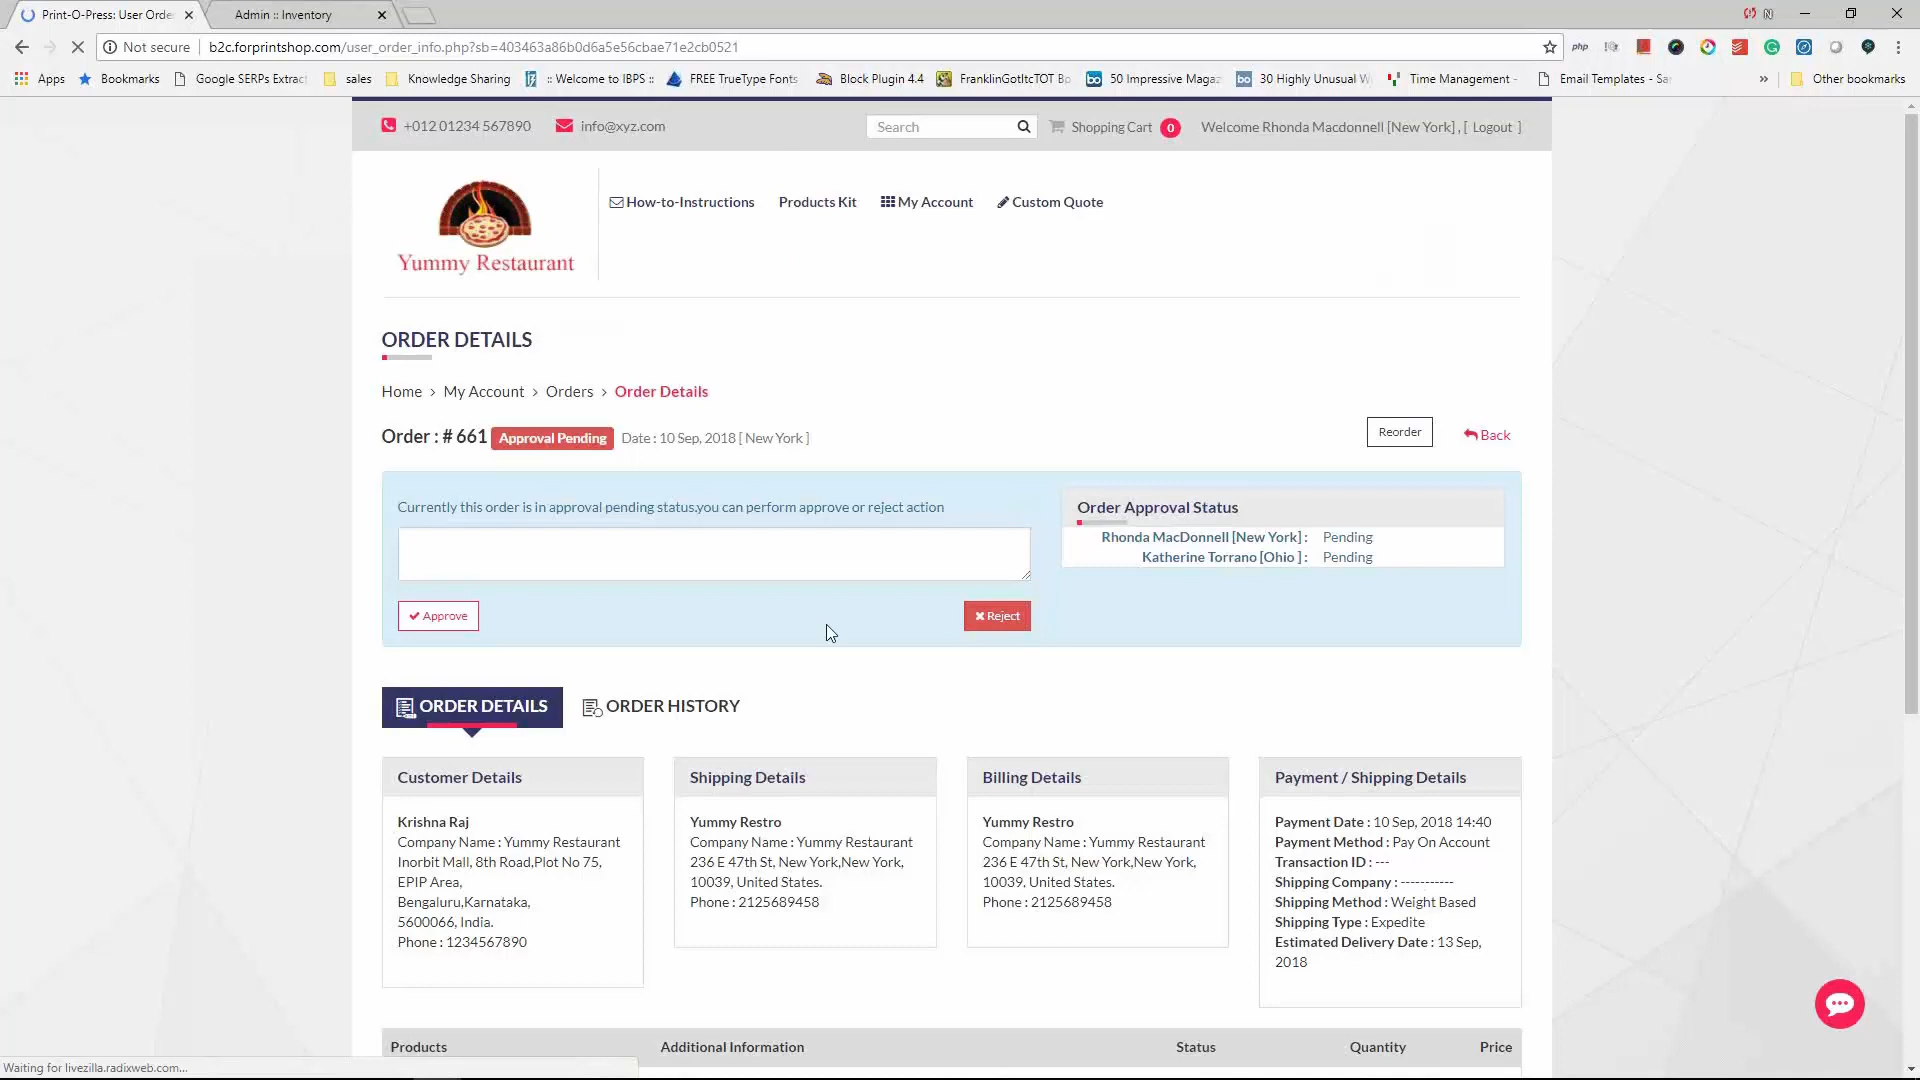 Print-O-Press: User Orde
Admin :: Inventory
Not secure
b2c.forprintshop.com/user_order_info.php?sb=403463a86b0d6a5e56cbae71e2cb0521
php
Apps
Bookmarks
Google SERPs Extrac
sales
Knowledge Sharing
:: Welcome to IBPS ::
FREE TrueType Fonts
Block Plugin 4.4
FranklinGotItcTOT Bo
50 Impressive Magaz
30 Highly Unusual W
Time Management -
Email Templates - Sar
»
Other bookmarks
+012 01234 567890
info@xyz.com
Search
Shopping Cart 0
Welcome Rhonda Macdonnell [New York] , [ Logout ]
Yummy Restaurant
How-to-Instructions
Products Kit
My Account
Custom Quote
ORDER DETAILS
Home > My Account > Orders > Order Details
Order : # 661 Approval Pending Date : 10 Sep, 2018 [ New York ]
Reorder
Back
Currently this order is in approval pending status.you can perform approve or reject action
Approve
Reject
Order Approval Status
Rhonda MacDonnell [New York] : Pending
Katherine Torrano [Ohio ] : Pending
ORDER DETAILS
ORDER HISTORY
Customer Details
Krishna Raj
Company Name : Yummy Restaurant
Inorbit Mall, 8th Road,Plot No 75,
EPIP Area,
Bengaluru,Karnataka,
5600066, India.
Phone : 1234567890
Shipping Details
Yummy Restro
Company Name : Yummy Restaurant
236 E 47th St, New York,New York,
10039, United States.
Phone : 2125689458
Billing Details
Yummy Restro
Company Name : Yummy Restaurant
236 E 47th St, New York,New York,
10039, United States.
Phone : 2125689458
Payment / Shipping Details
Payment Date : 10 Sep, 2018 14:40
Payment Method : Pay On Account
Transaction ID : ---
Shipping Company : -----------
Shipping Method : Weight Based
Shipping Type : Expedite
Estimated Delivery Date : 13 Sep,
2018
Products
Additional Information
Status
Quantity
Price
Waiting for livezilla.radixweb.com...